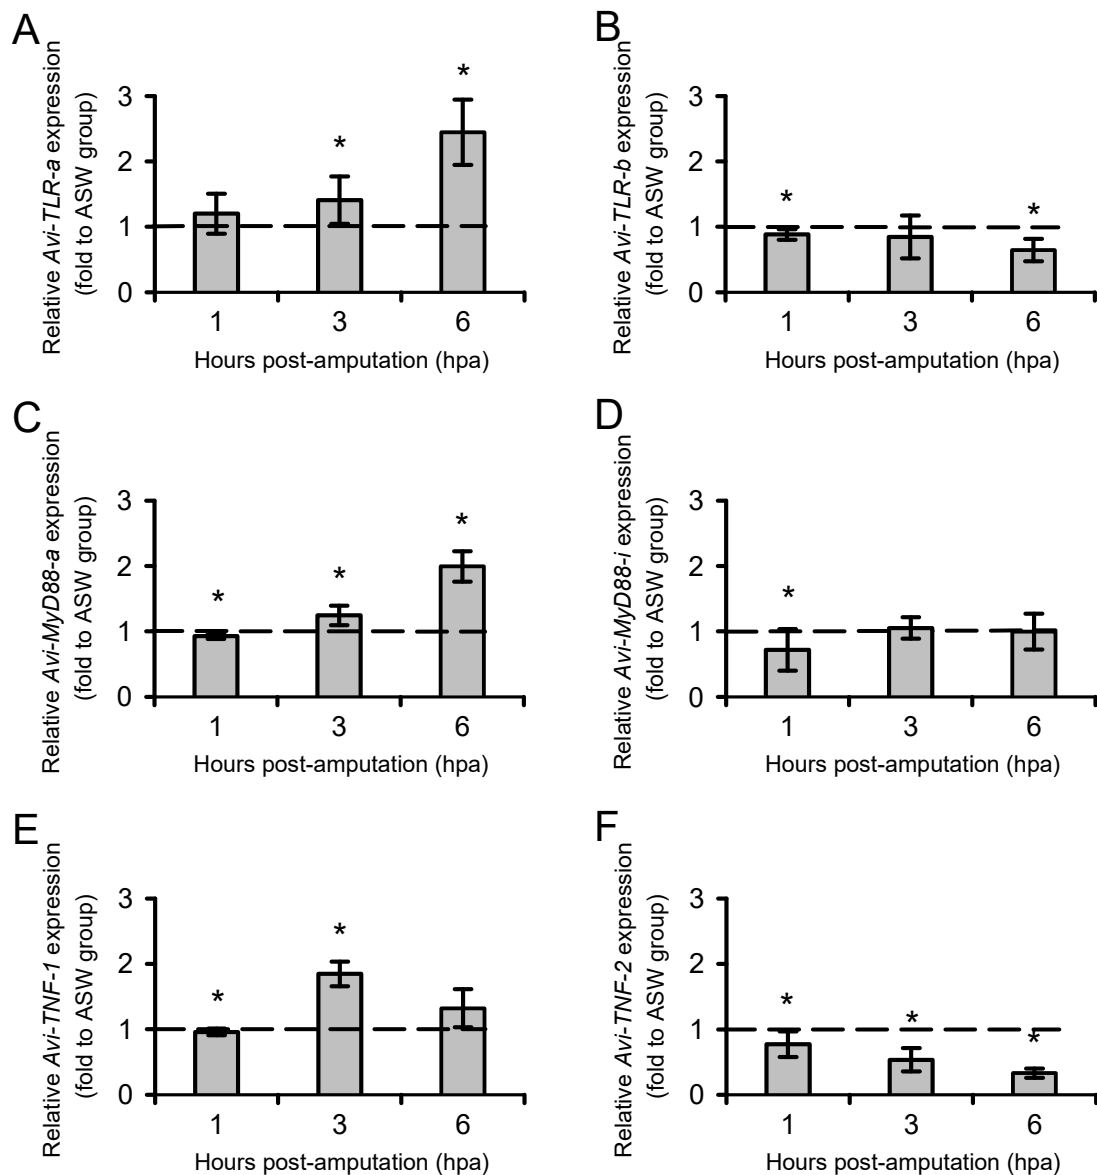 A
Relative Avi-TLR-a expression
(fold to ASW group)
3
2
1
0
*
*
1
3
6
Hours post-amputation (hpa)
B
Relative Avi-TLR-b expression
(fold to ASW group)
3
2
1
0
*
*
1
3
6
Hours post-amputation (hpa)
C
Relative Avi-MyD88-a expression
(fold to ASW group)
3
2
1
0
*
*
*
1
3
6
Hours post-amputation (hpa)
D
Relative Avi-MyD88-i expression
(fold to ASW group)
3
2
1
0
*
1
3
6
Hours post-amputation (hpa)
E
Relative Avi-TNF-1 expression
(fold to ASW group)
3
2
1
0
*
*
1
3
6
Hours post-amputation (hpa)
F
Relative Avi-TNF-2 expression
(fold to ASW group)
3
2
1
0
*
*
*
1
3
6
Hours post-amputation (hpa)